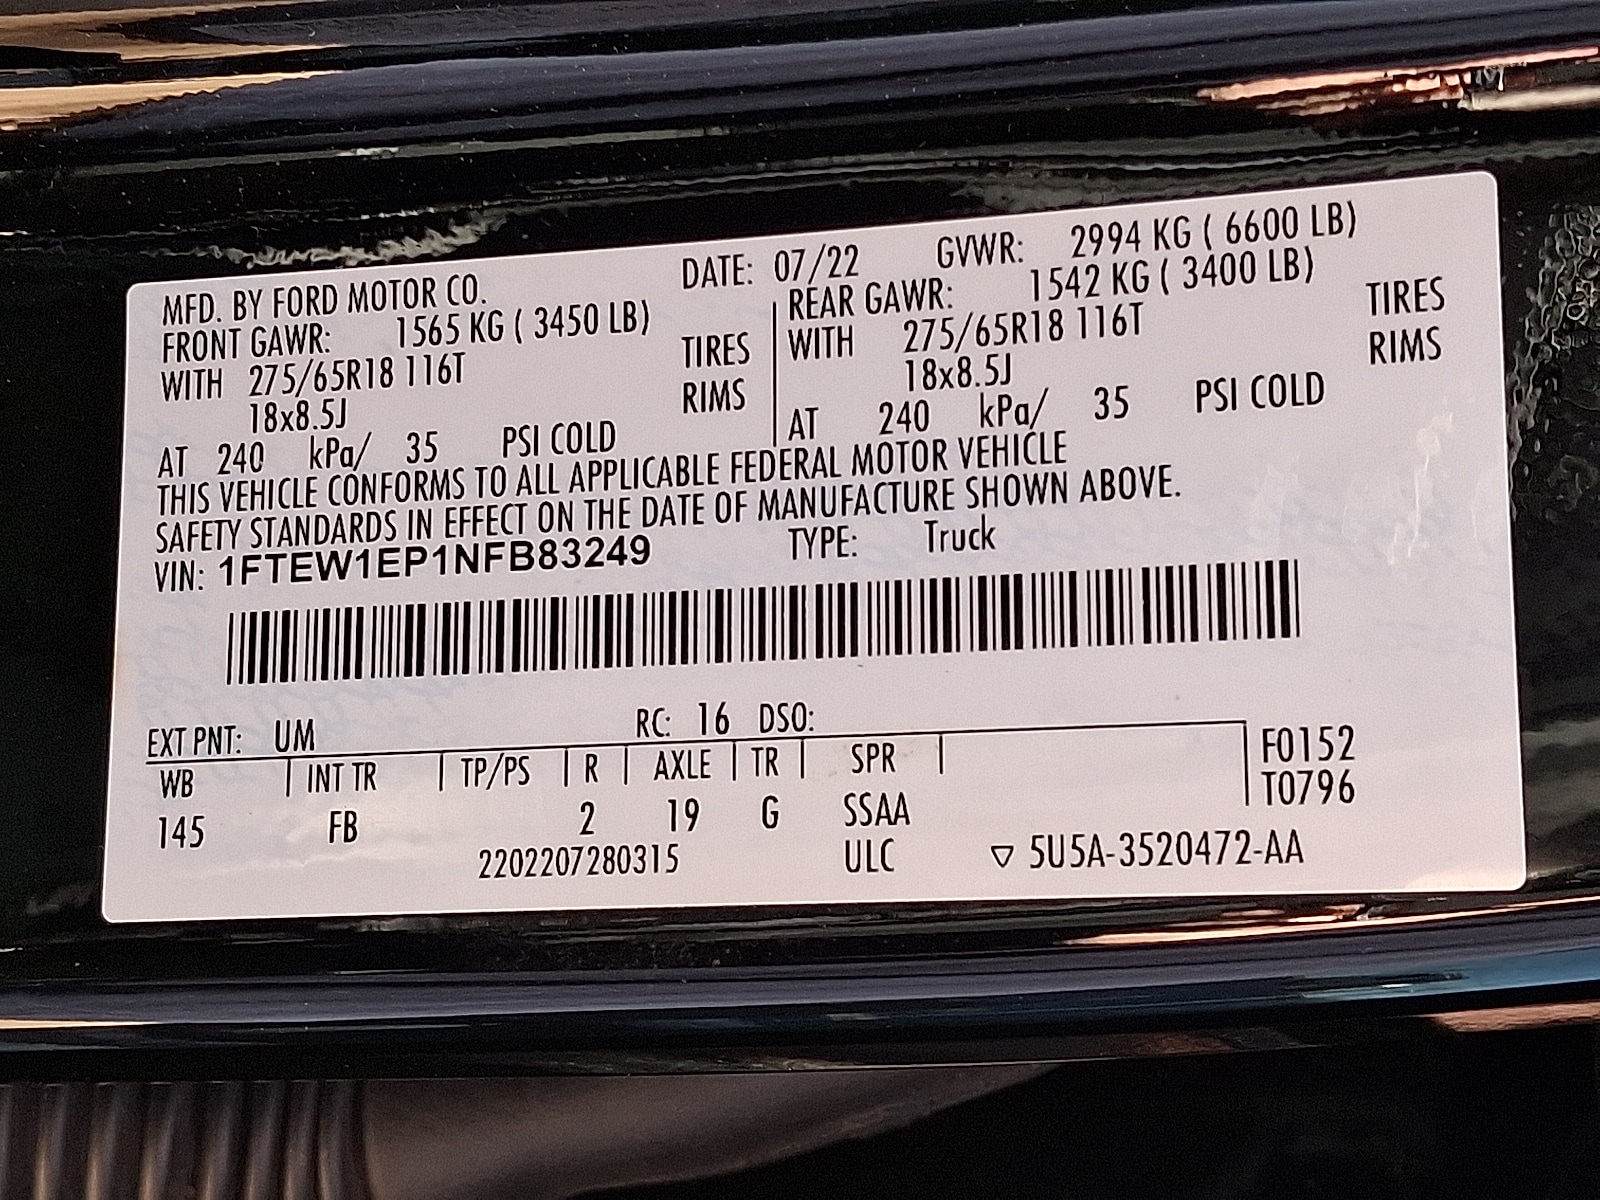 MFD. BY FORD MOTOR CO. DATE: 07/22 GVWR: 2994 KG ( 6600 LB)
FRONT GAWR: 1565 KG ( 3450 LB)
WITH 275/65R18 116T TIRES
18x8.5J RIMS
AT 240 kPa/ 35 PSI COLD
REAR GAWR: 1542 KG ( 3400 LB)
WITH 275/65R18 116T TIRES
18x8.5J RIMS
AT 240 kPa/ 35 PSI COLD
THIS VEHICLE CONFORMS TO ALL APPLICABLE FEDERAL MOTOR VEHICLE
SAFETY STANDARDS IN EFFECT ON THE DATE OF MANUFACTURE SHOWN ABOVE.
VIN: 1FTEW1EP1NFB83249 TYPE: Truck
EXT PNT: UM RC: 16 DSO:
WB INT TR TP/PS R AXLE TR SPR F0152
T0796
145 FB 2 19 G SSAA
2202207280315 ULC ▽ 5U5A-3520472-AA